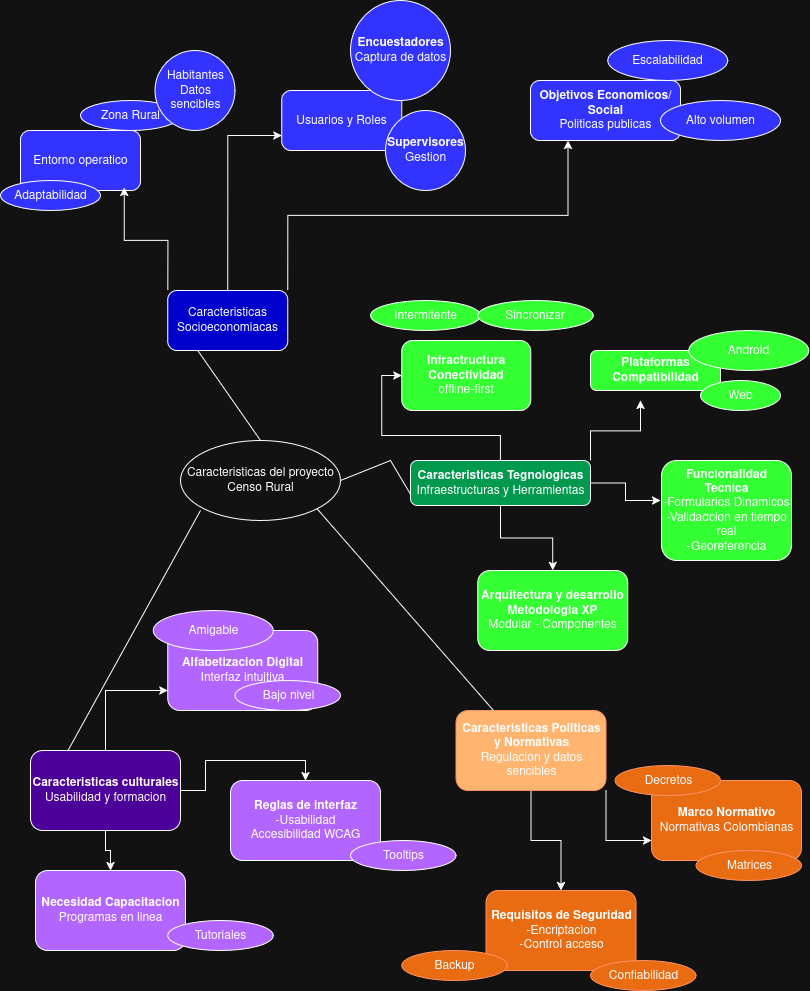 Encuestadores
Captura de datos
Habitantes
Datos
sencibles
Zona Rural
Entorno operatico
Adaptabilidad
Usuarios y Roles
Supervisores
Gestion
Escalabilidad
Objetivos Economicos/
Social
Politicas publicas
Alto volumen
Caracteristicas
Socioeconomiacas
Intermitente
Sincronizar
Infractructura
Conectividad
offline-first
Android
Plataformas
Compatibilidad
Web
Caracteristicas del proyecto
Censo Rural
Caracteristicas Tegnologicas
Infraestructuras y Herramientas
Funcionalidad
Tecnica
-Formularios Dinamicos
-Validadcion en tiempo
real
-Georeferencia
Arquitectura y desarrollo
Metodologia XP
Modular - Componentes
Amigable
Alfabetizacion Digital
Interfaz intuitiva
Bajo nivel
Caracteristicas Politicas
y Normativas
Regulacion y datos
sencibles
Caracteristicas culturales
Usabilidad y formacion
Reglas de interfaz
-Usabilidad
Accesibilidad WCAG
Tooltips
Decretos
Marco Normativo
Normativas Colombianas
Matrices
Necesidad Capacitacion
Programas en linea
Tutoriales
Requisitos de Seguridad
-Encriptacion
-Control acceso
Backup
Confiabilidad